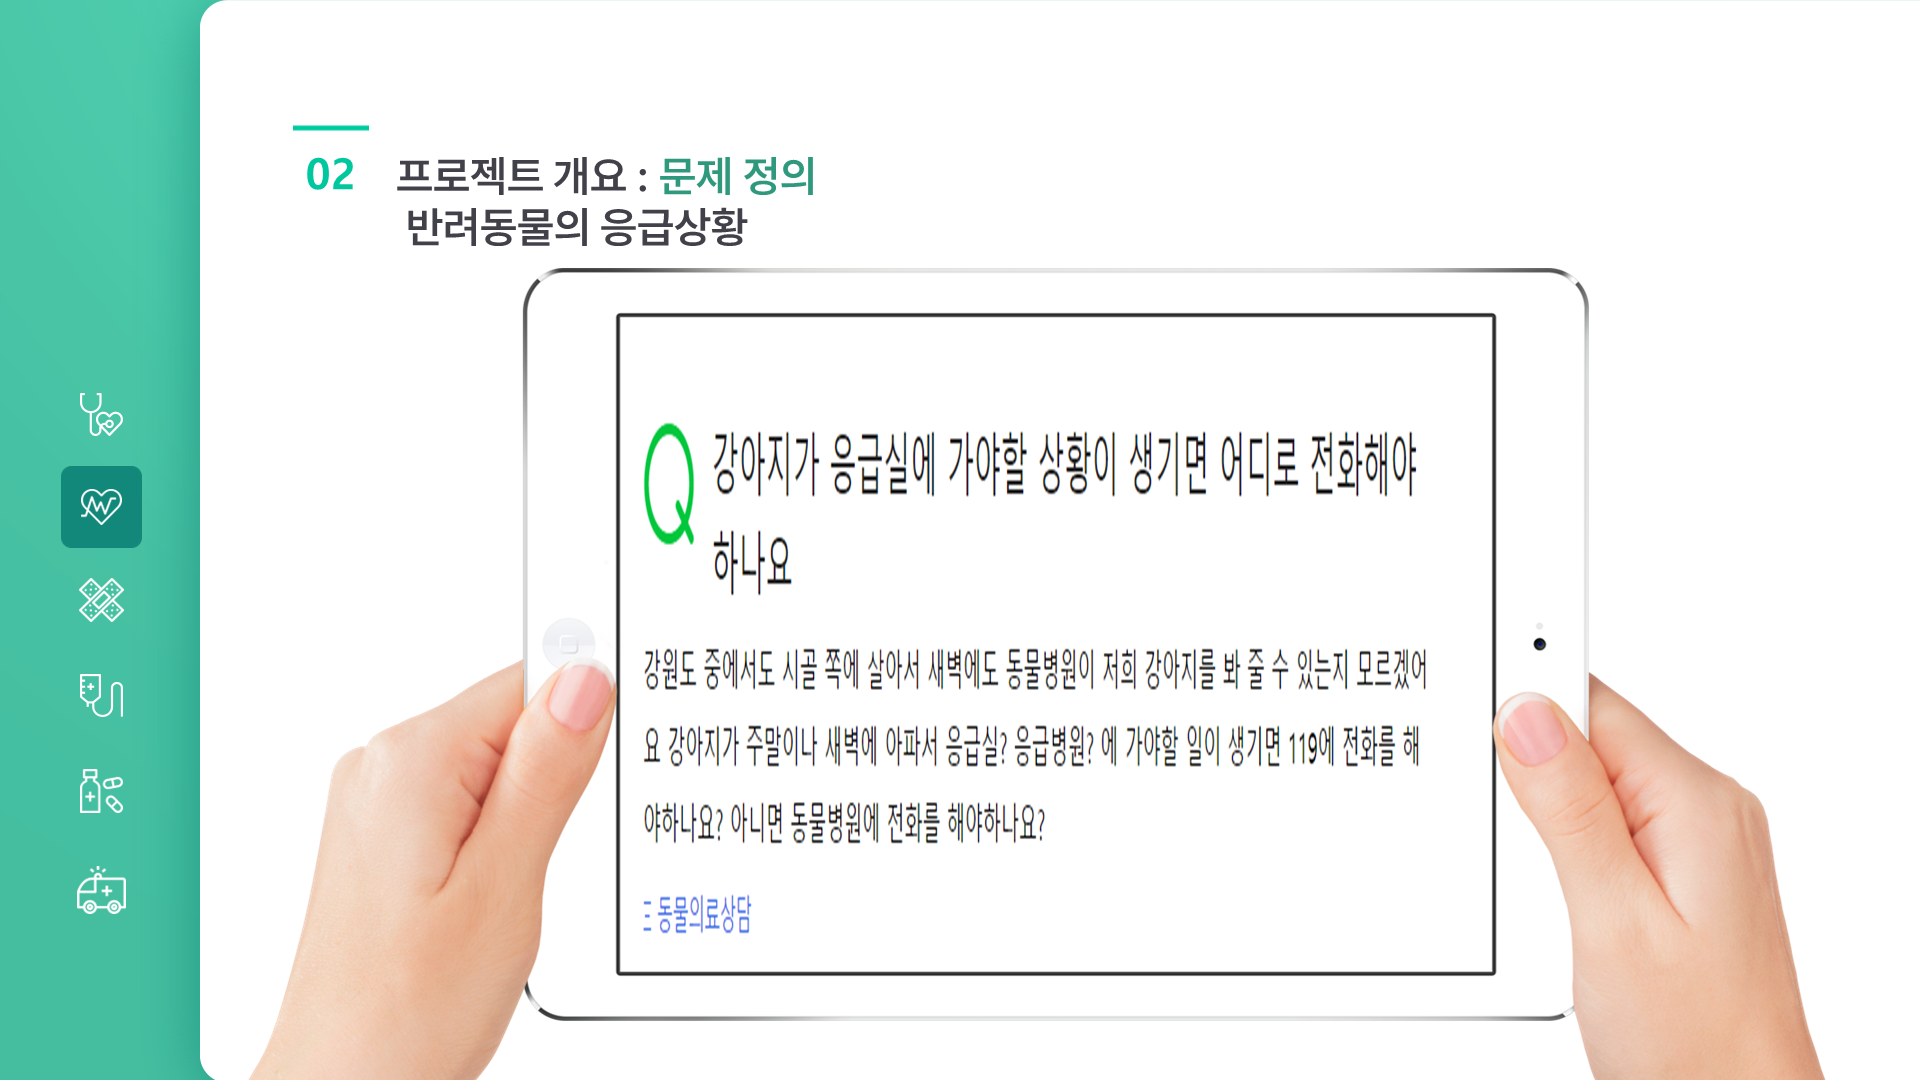 02
프로젝트 개요 : 문제 정의
반려동물의 응급상황
Q 강아지가 응급실에 가야할 상황이 생기면 어디로 전화해야
하나요
강원도 중에서도 시골 쪽에 살아서 새벽에도 동물병원이 저희 강아지를 봐 줄 수 있는지 모르겠어
요 강아지가 주말이나 새벽에 아파서 응급실? 응급병원? 에 가야할 일이 생기면 119에 전화를 해
야하나요? 아니면 동물병원에 전화를 해야하나요?
동물의료상담